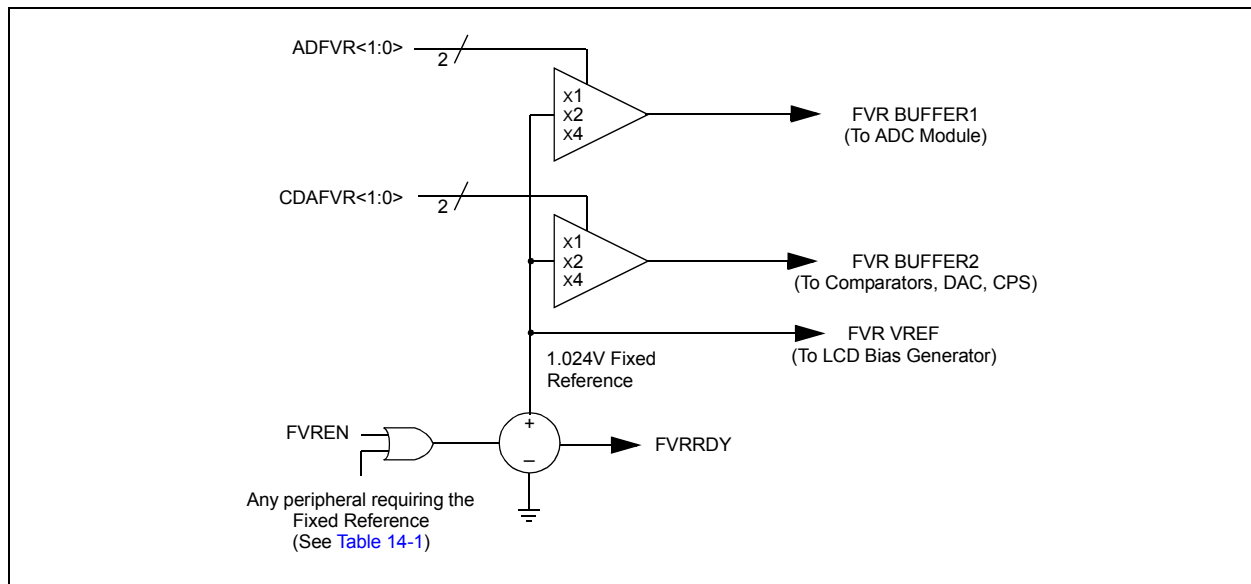 ADFVR<1:0>
2
x1
x2
x4
FVR BUFFER1
(To ADC Module)
CDAFVR<1:0>
2
x1
x2
x4
FVR BUFFER2
(To Comparators, DAC, CPS)
FVR VREF
(To LCD Bias Generator)
1.024V Fixed
Reference
+
–
FVREN
FVRRDY
Any peripheral requiring the
Fixed Reference
(See Table 14-1)